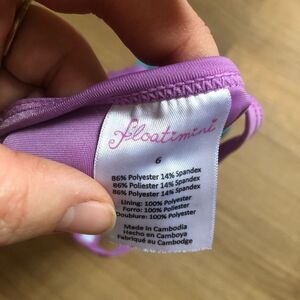 floatimini
6
86% Polyester 14% Spandex
86% Poliester 14% Spandex
86% Polyester 14% Spandex
Lining: 100% Polyester
Forro: 100% Poliester
Doublure: 100% Polyester
Made in Cambodia
Hecho en Camboya
Fabriqué au Cambodge